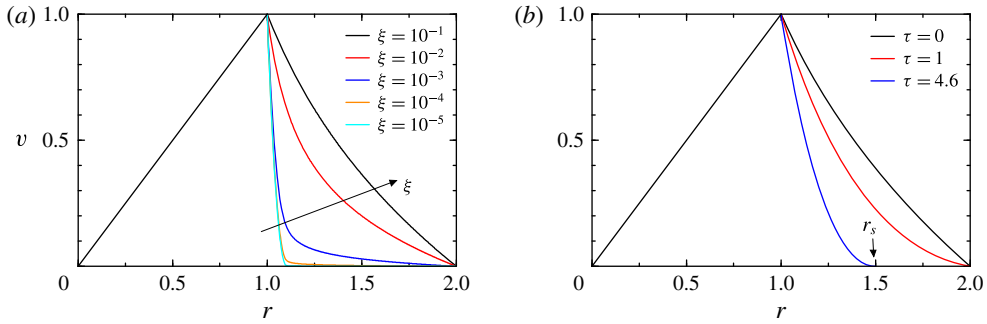 (a)
1.0
0.5
v
0
0.5
1.0
1.5
2.0
r
ξ = 10⁻¹
ξ = 10⁻²
ξ = 10⁻³
ξ = 10⁻⁴
ξ = 10⁻⁵
ξ
(b)
1.0
0.5
0
0.5
1.0
1.5
2.0
r
τ = 0
τ = 1
τ = 4.6
rₛ